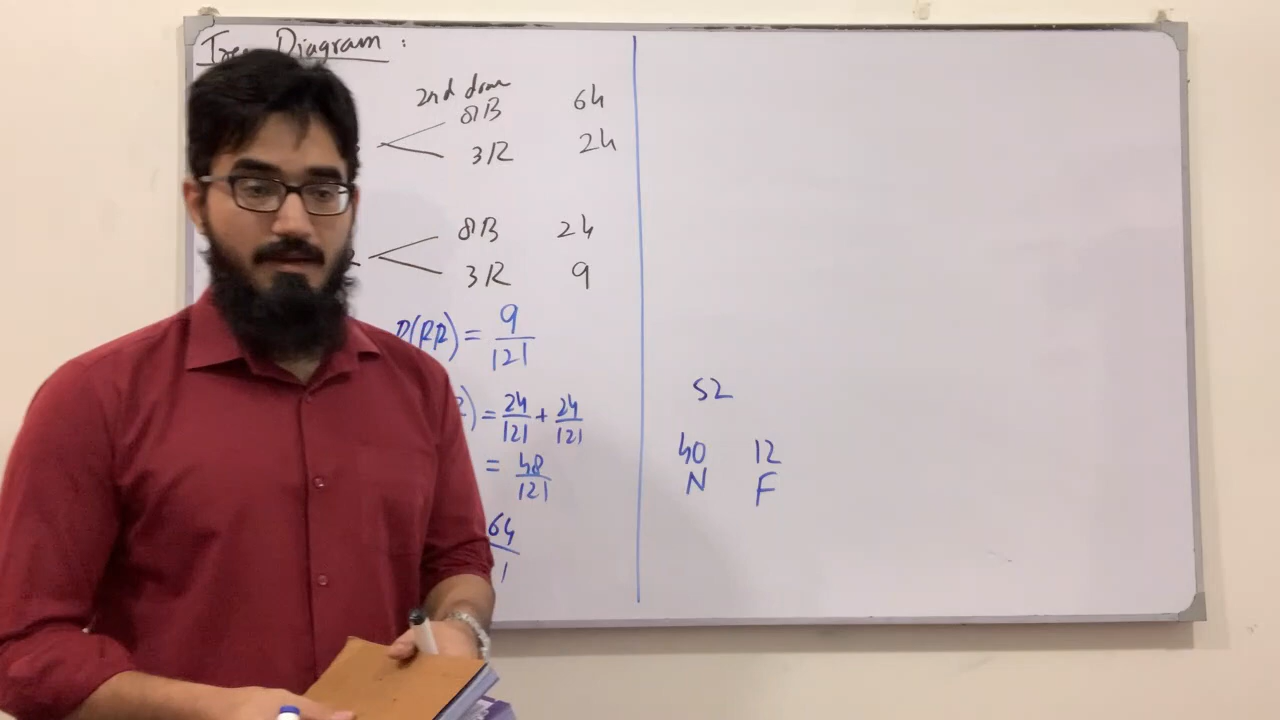 Tree Diagram :
2nd draw
8B 64
3R 24
8B 24
3R 9
P(RR) = 9/121
) = 24/121 + 24/121
= 48/121
64
1
52
40 12
N F